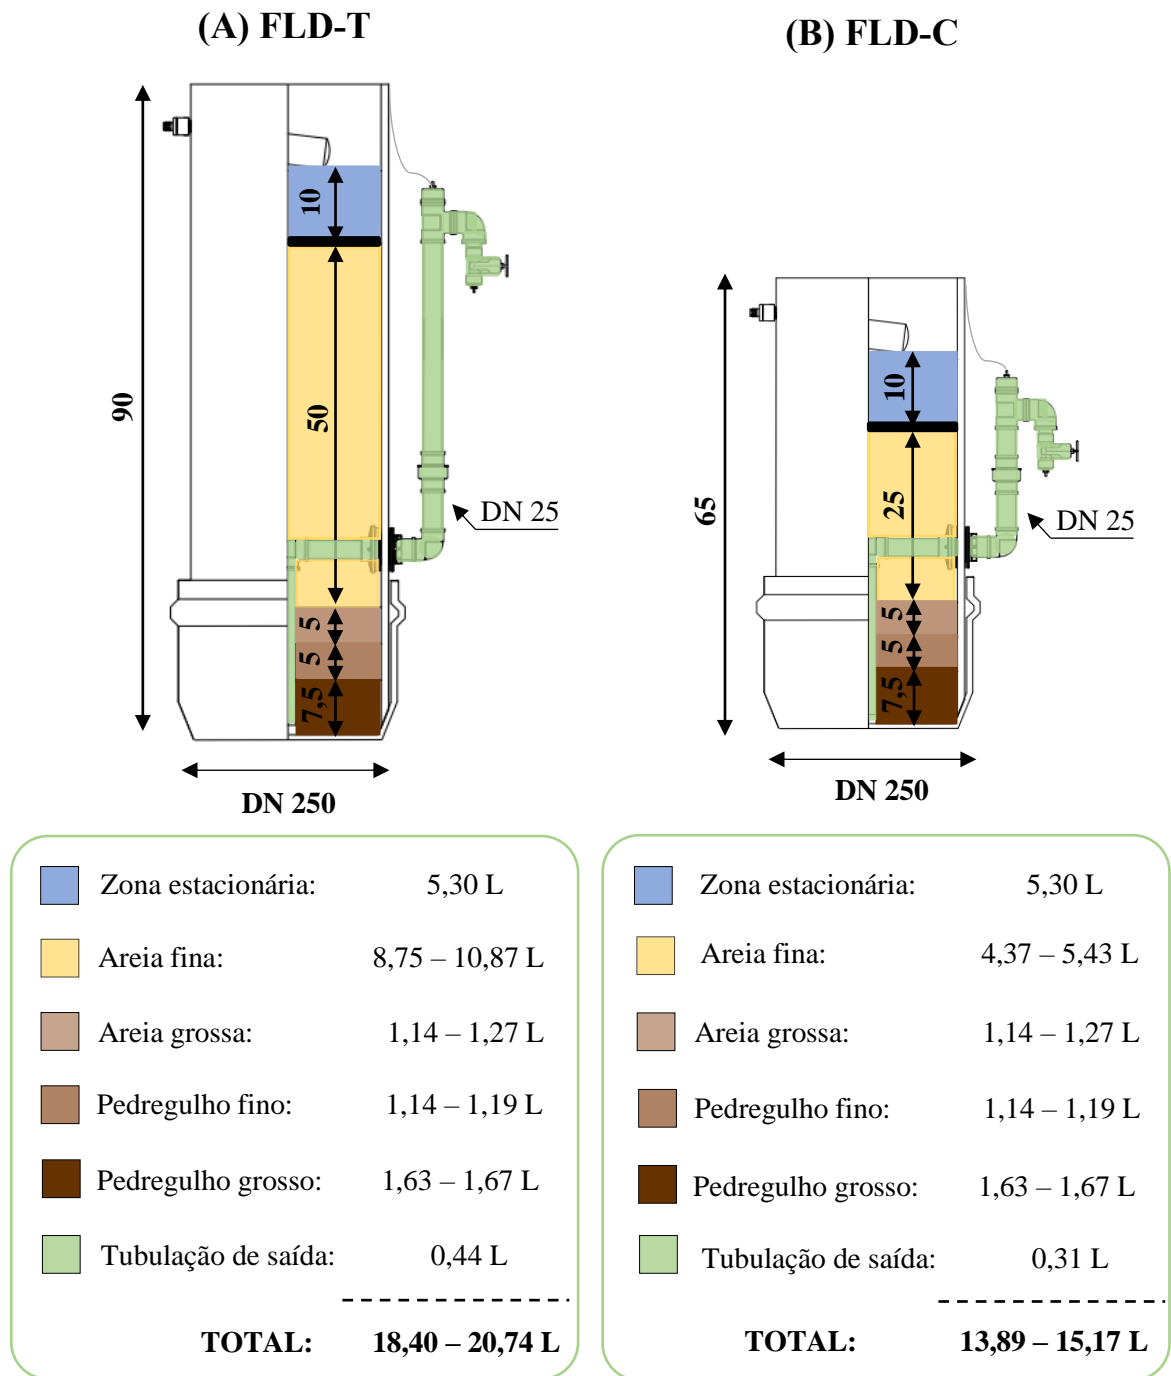 (A) FLD-T
90
10
50
DN 25
5
5
7,5
DN 250
Zona estacionária: 5,30 L
Areia fina: 8,75 – 10,87 L
Areia grossa: 1,14 – 1,27 L
Pedregulho fino: 1,14 – 1,19 L
Pedregulho grosso: 1,63 – 1,67 L
Tubulação de saída: 0,44 L
TOTAL: 18,40 – 20,74 L
(B) FLD-C
65
10
25
DN 25
5
5
7,5
DN 250
Zona estacionária: 5,30 L
Areia fina: 4,37 – 5,43 L
Areia grossa: 1,14 – 1,27 L
Pedregulho fino: 1,14 – 1,19 L
Pedregulho grosso: 1,63 – 1,67 L
Tubulação de saída: 0,31 L
TOTAL: 13,89 – 15,17 L